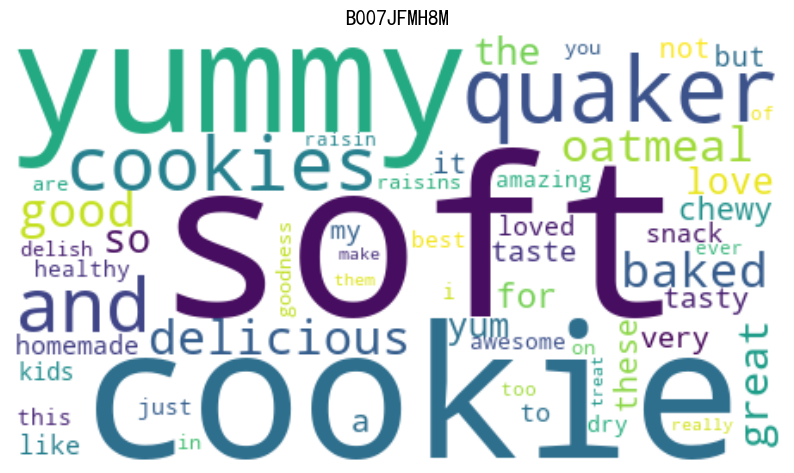 B007JFMH8M
yummy
the
you
not
but
quaker
of
cookies
raisin
it
oatmeal
are
raisins
amazing
love
good
soft
chewy
so
delish
healthy
goodness
my
make
them
best
loved
taste
snack
ever
baked
and
i
for
tasty
homemade
delicious
yum
awesome
on
these
very
great
kids
cookie
treat
this
just
a
too
to
dry
really
like
in